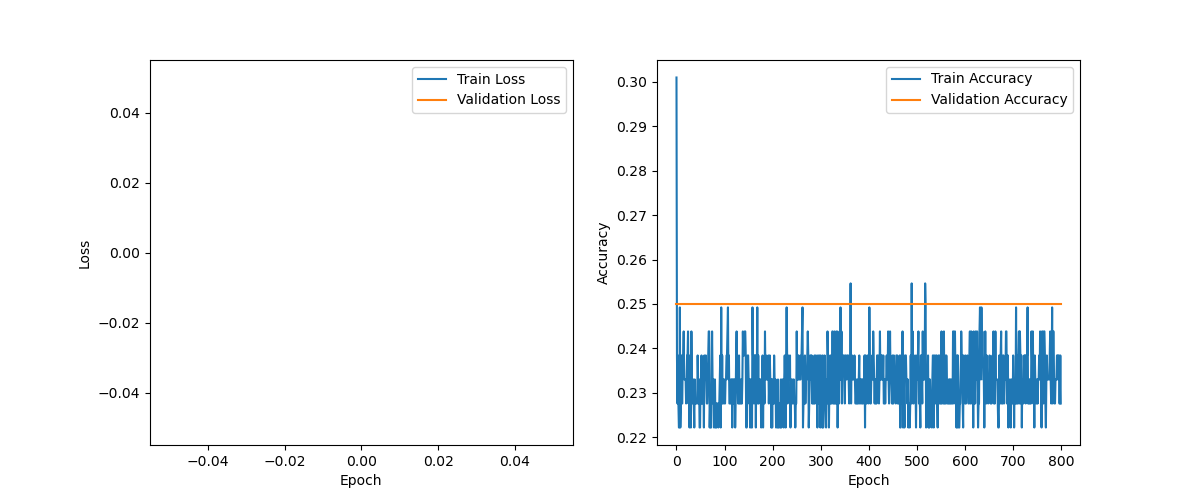 Train Loss
Validation Loss
0.04
0.02
0.00
−0.02
−0.04
Loss
−0.04 −0.02 0.00 0.02 0.04
Epoch
Train Accuracy
Validation Accuracy
0.30
0.29
0.28
0.27
0.26
0.25
0.24
0.23
0.22
Accuracy
0 100 200 300 400 500 600 700 800
Epoch